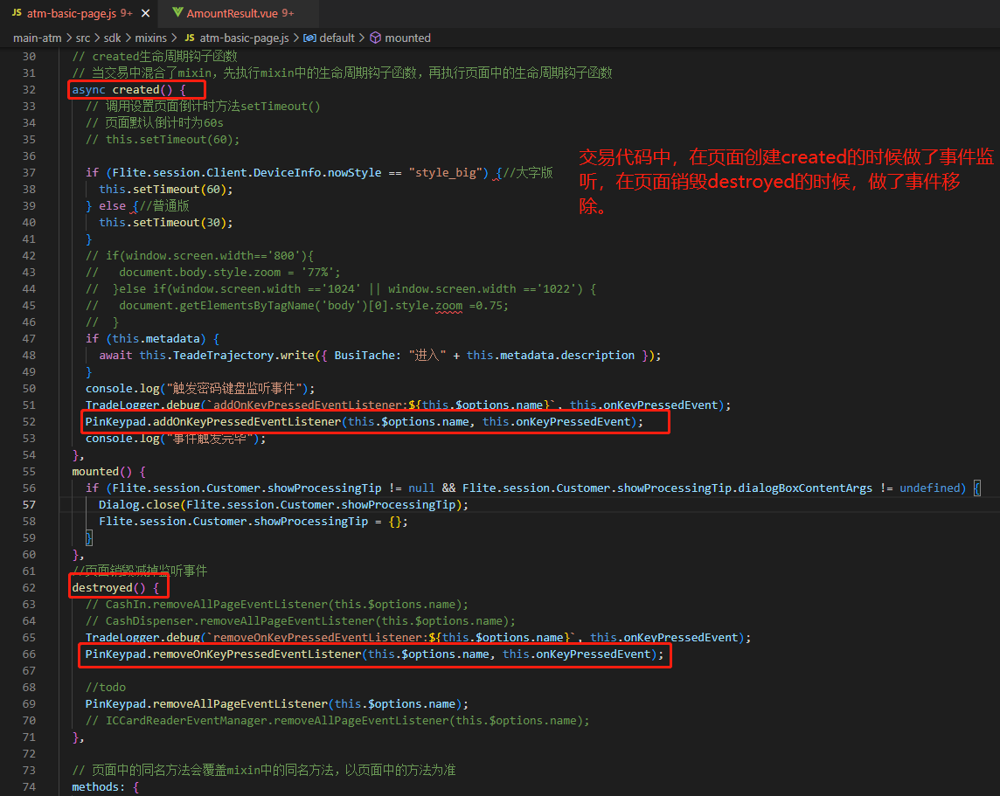 JS atm-basic-page.js 9+ × AmountResult.vue 9+
main-atm > src > sdk > mixins > JS atm-basic-page.js > default > mounted
30 // created生命周期钩子函数
31 // 当交易中混合了mixin，先执行mixin中的生命周期钩子函数，再执行页面中的生命周期钩子函数
32 async created() {
33 // 调用设置页面倒计时方法setTimeout()
34 // 页面默认倒计时为60s
35 // this.setTimeout(60);
36
37 if (Flite.session.Client.DeviceInfo.nowStyle == "style_big") {//大字版
38 this.setTimeout(60);
39 } else {//普通版
40 this.setTimeout(30);
41 }
交易代码中，在页面创建created的时候做了事件监
听，在页面销毁destroyed的时候，做了事件移
除。
42 // if(window.screen.width=='800'){
43 //   document.body.style.zoom = '77%';
44 //  }else if(window.screen.width =='1024' || window.screen.width =='1022') {
45 //   document.getElementsByTagName('body')[0].style.zoom =0.75;
46 //  }
47 if (this.metadata) {
48 await this.TeadeTrajectory.write({ BusiTache: "进入" + this.metadata.description });
49 }
50 console.log("触发密码键盘监听事件");
51 TradeLogger.debug(`addOnKeyPressedEventListener:${this.$options.name}`, this.onKeyPressedEvent);
52 PinKeypad.addOnKeyPressedEventListener(this.$options.name, this.onKeyPressedEvent);
53 console.log("事件触发完毕");
54 },
55 mounted() {
56 if (Flite.session.Customer.showProcessingTip != null && Flite.session.Customer.showProcessingTip.dialogBoxContentArgs != undefined) {
57 Dialog.close(Flite.session.Customer.showProcessingTip);
58 Flite.session.Customer.showProcessingTip = {};
59 }
60 },
61 //页面销毁减掉监听事件
62 destroyed() {
63 // CashIn.removeAllPageEventListener(this.$options.name);
64 // CashDispenser.removeAllPageEventListener(this.$options.name);
65 TradeLogger.debug(`removeOnKeyPressedEventListener:${this.$options.name}`, this.onKeyPressedEvent);
66 PinKeypad.removeOnKeyPressedEventListener(this.$options.name, this.onKeyPressedEvent);
67
68 //todo
69 PinKeypad.removeAllPageEventListener(this.$options.name);
70 // ICCardReaderEventManager.removeAllPageEventListener(this.$options.name);
71 },
72
73 // 页面中的同名方法会覆盖mixin中的同名方法，以页面中的方法为准
74 methods: {